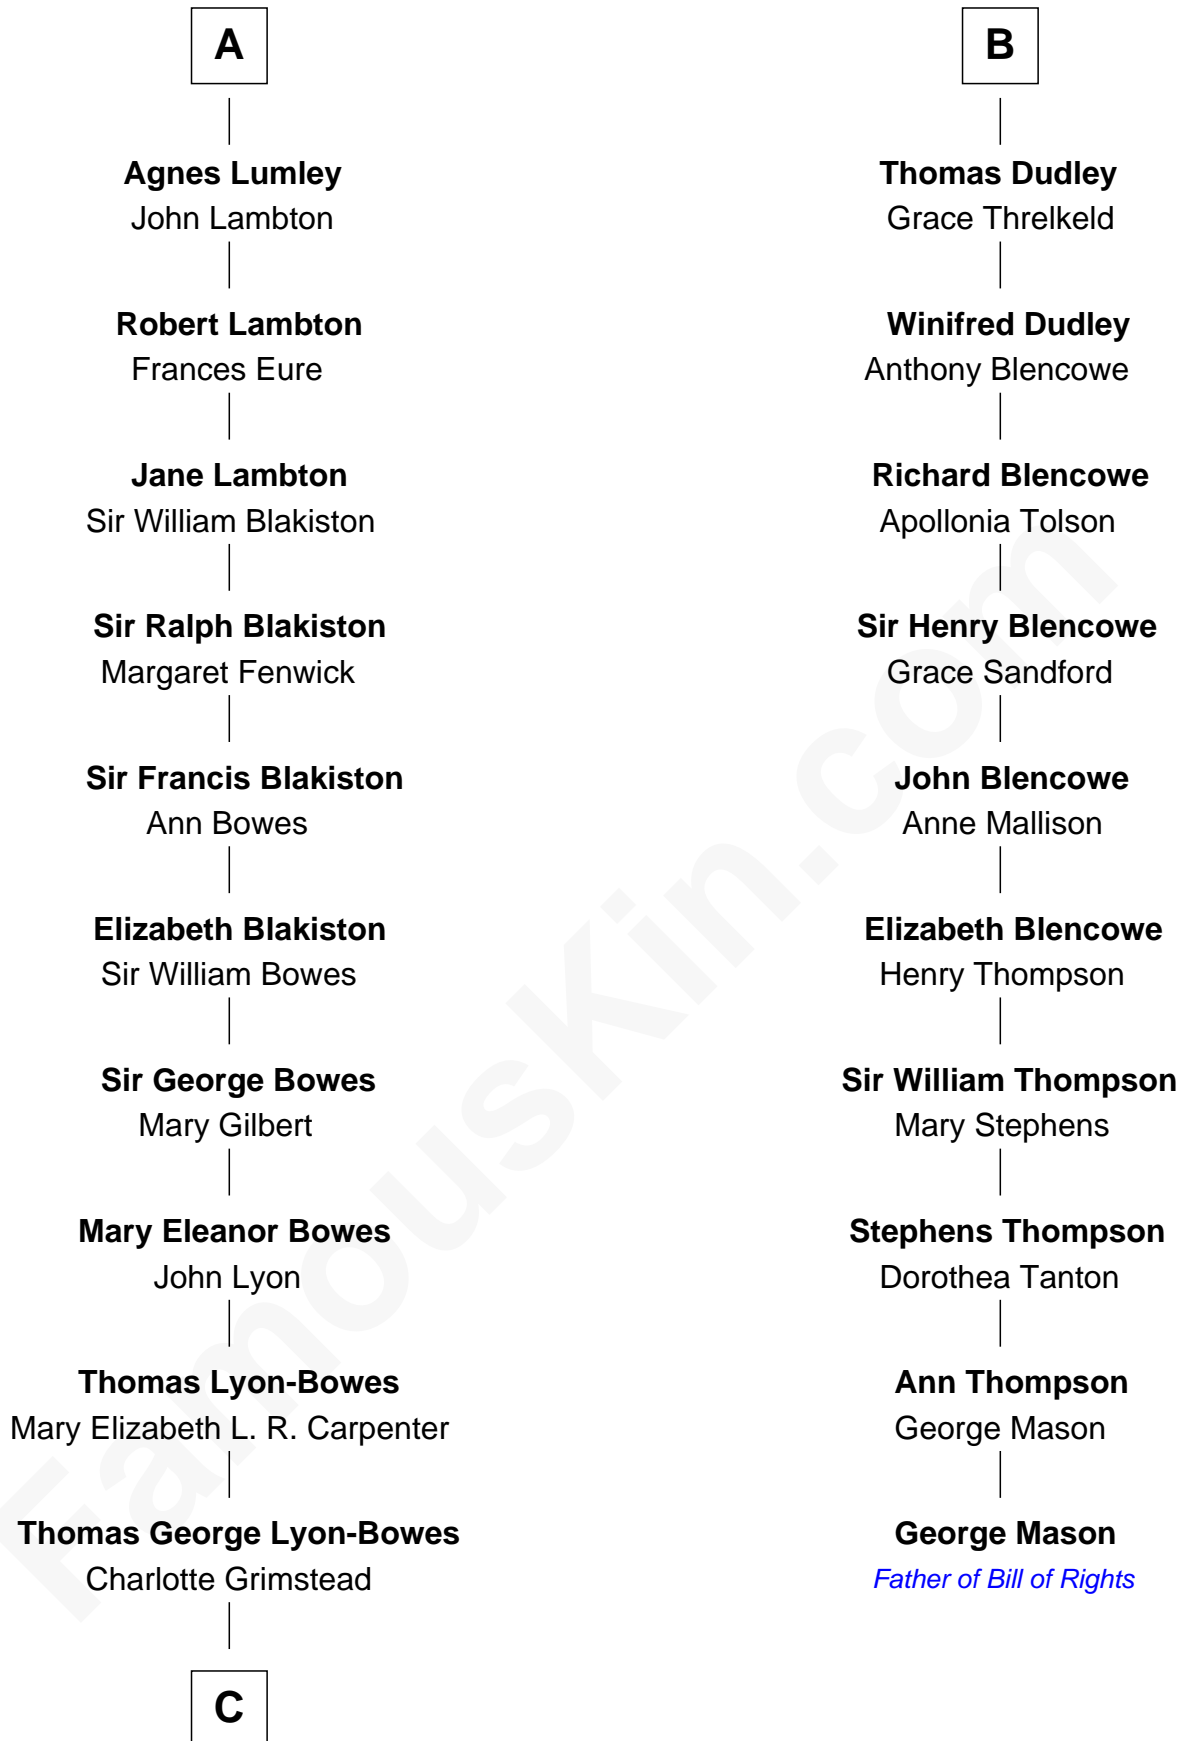 A
Agnes Lumley
John Lambton
Robert Lambton
Frances Eure
Jane Lambton
Sir William Blakiston
Sir Ralph Blakiston
Margaret Fenwick
Sir Francis Blakiston
Ann Bowes
Elizabeth Blakiston
Sir William Bowes
Sir George Bowes
Mary Gilbert
Mary Eleanor Bowes
John Lyon
Thomas Lyon-Bowes
Mary Elizabeth L. R. Carpenter
Thomas George Lyon-Bowes
Charlotte Grimstead
C
B
Thomas Dudley
Grace Threlkeld
Winifred Dudley
Anthony Blencowe
Richard Blencowe
Apollonia Tolson
Sir Henry Blencowe
Grace Sandford
John Blencowe
Anne Mallison
Elizabeth Blencowe
Henry Thompson
Sir William Thompson
Mary Stephens
Stephens Thompson
Dorothea Tanton
Ann Thompson
George Mason
George Mason
Father of Bill of Rights
FamousKin.com